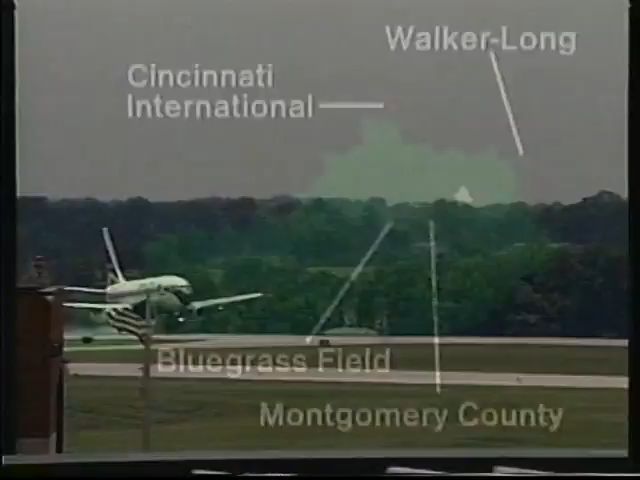 Walker-Long
Cincinnati
International
Bluegrass Field
Montgomery County